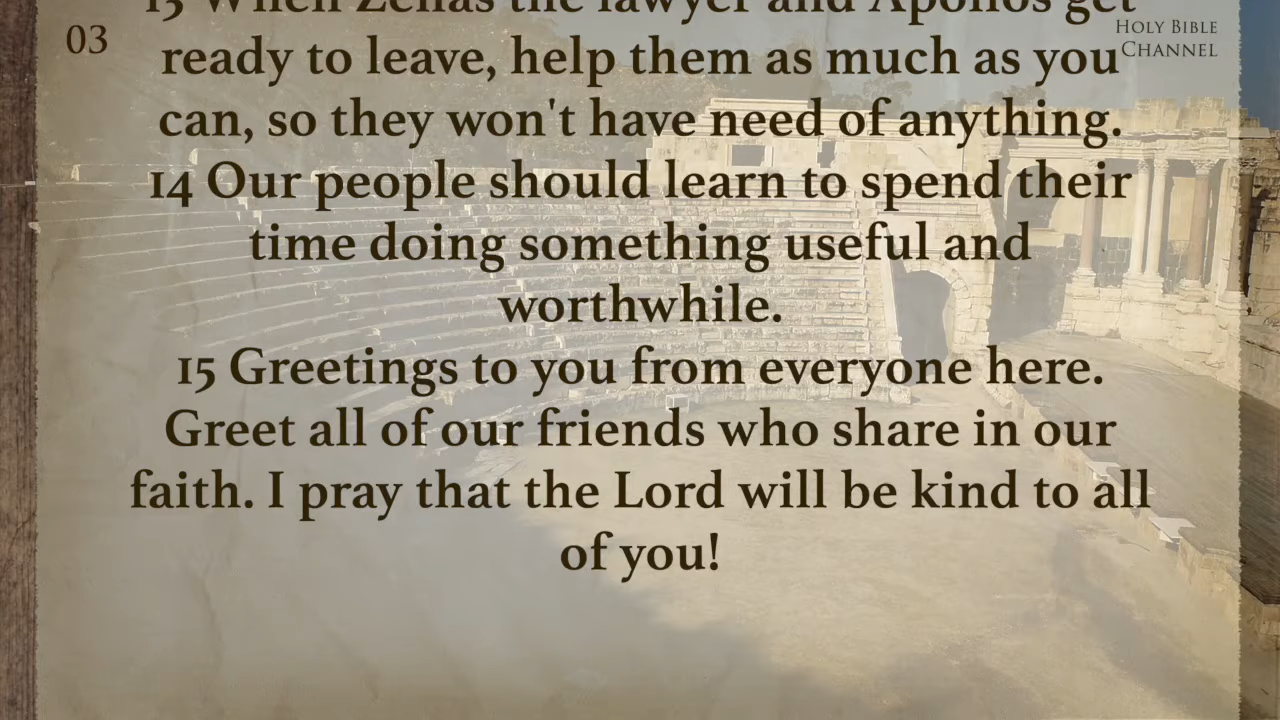 13 When Zenas the lawyer and Apollos get
03
HOLY BIBLE
CHANNEL
ready to leave, help them as much as you
can, so they won't have need of anything.
14 Our people should learn to spend their
time doing something useful and
worthwhile.
15 Greetings to you from everyone here.
Greet all of our friends who share in our
faith. I pray that the Lord will be kind to all
of you!